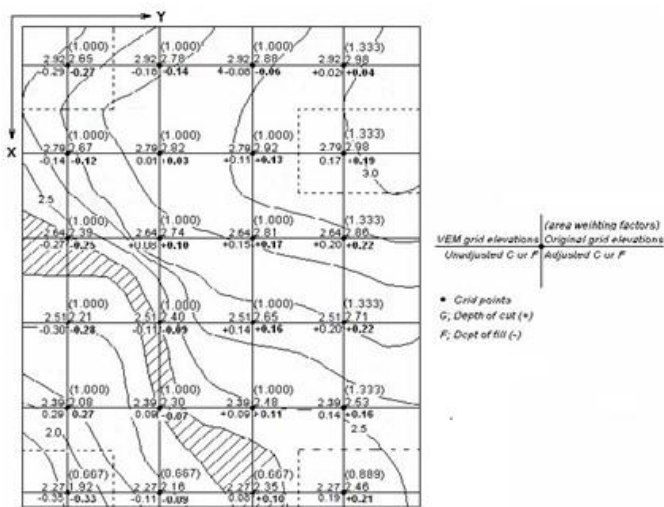 Y
X
(1.000) (1.000) (1.000) (1.333)
2.92 2.65 2.92 2.78 2.92 2.88 2.92 2.98
-0.29 -0.27 -0.18 -0.14 -0.08 -0.06 +0.02 +0.04
(1.000) (1.000) (1.000) (1.333)
2.79 2.67 2.79 2.82 2.79 2.92 2.79 2.98
-0.14 -0.12 0.01 +0.03 +0.11 +0.13 0.17 +0.19
3.0
2.5
(1.000) (1.000) (1.000) (1.333)
2.64 2.39 2.64 2.74 2.64 2.81 2.64 2.86
-0.27 -0.25 +0.08 +0.10 +0.15 +0.17 +0.20 +0.22
(1.000) (1.000) (1.000) (1.333)
2.51 2.21 2.51 2.40 2.51 2.65 2.51 2.71
-0.30 -0.28 -0.11 -0.09 +0.14 +0.16 +0.20 +0.22
(1.000) (1.000) (1.000) (1.333)
2.39 2.08 2.39 2.30 2.39 2.48 2.39 2.53
0.29 0.27 0.09 -0.07 +0.09 +0.11 0.14 +0.16
2.0
2.5
(0.667) (0.667) (0.667) (0.889)
2.27 1.92 2.27 2.16 2.27 2.35 2.27 2.46
-0.35 -0.33 -0.11 -0.09 0.08 +0.10 0.19 +0.21
(area weihting factors)
VEM grid elevations Original grid elevations
Unadjusted C or F Adjusted C or F
Grid points
G; Depth of cut (+)
F; Dept of fill (-)